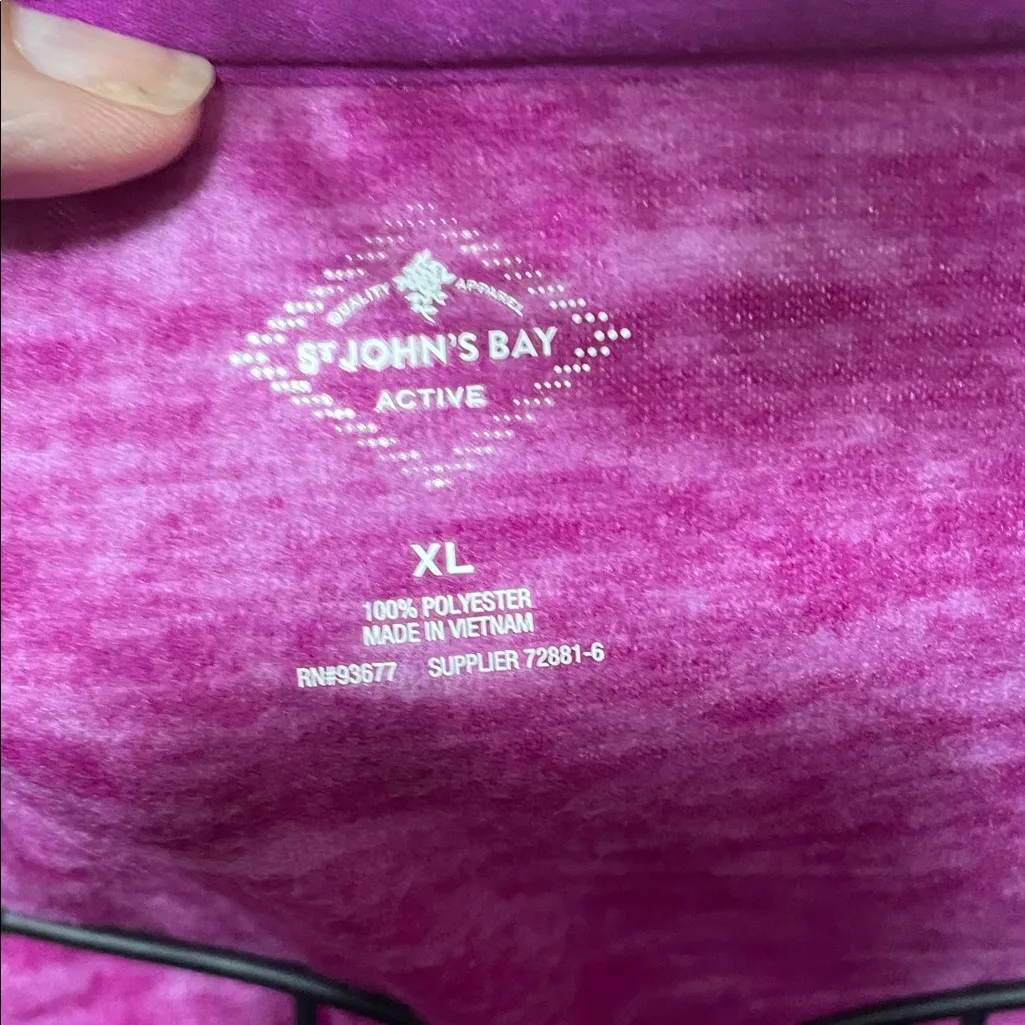 QUALITY APPAREL
ST JOHN'S BAY
ACTIVE
XL
100% POLYESTER
MADE IN VIETNAM
RN#93677 SUPPLIER 72881-6